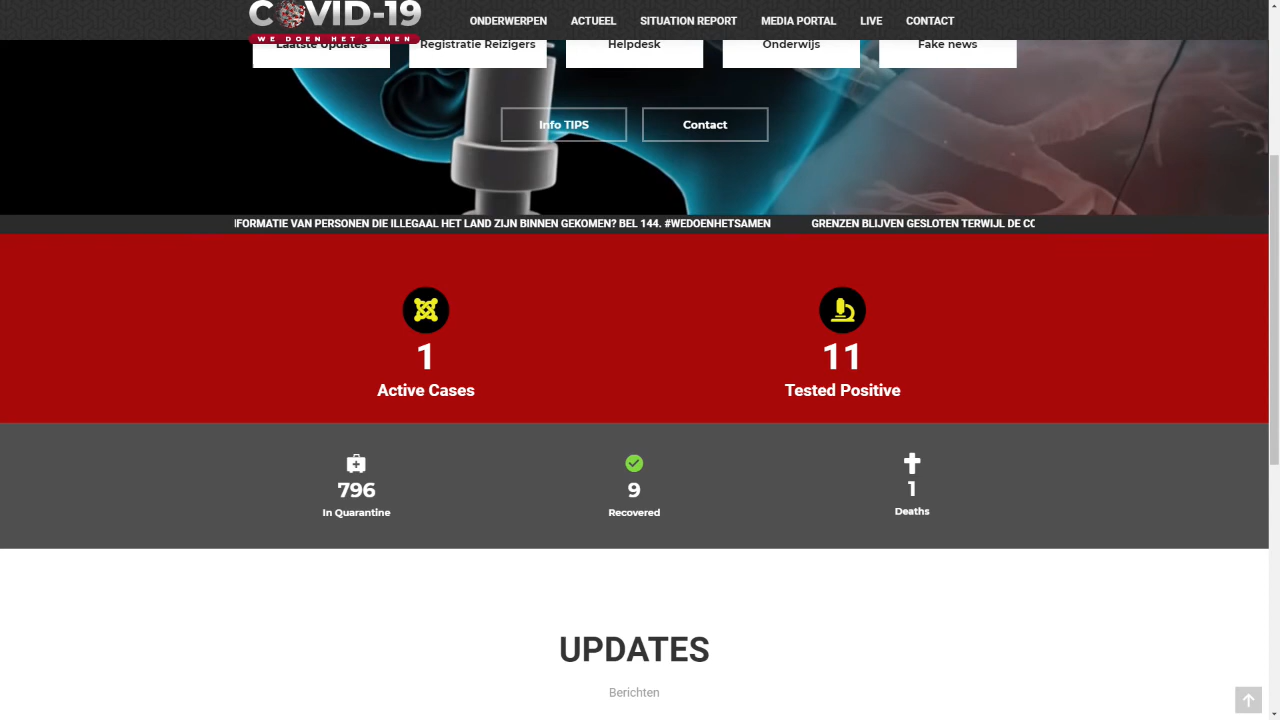 COVID-19
WE DOEN HET SAMEN
ONDERWERPEN ACTUEEL SITUATION REPORT MEDIA PORTAL LIVE CONTACT
Laatste Updates Registratie Reizigers Helpdesk Onderwijs Fake news
Info TIPS Contact
FORMATIE VAN PERSONEN DIE ILLEGAAL HET LAND ZIJN BINNEN GEKOMEN? BEL 144. #WEDOENHETSAMEN GRENZEN BLIJVEN GESLOTEN TERWIJL DE
1 11
Active Cases Tested Positive
796 9 1
In Quarantine Recovered Deaths
UPDATES
Berichten